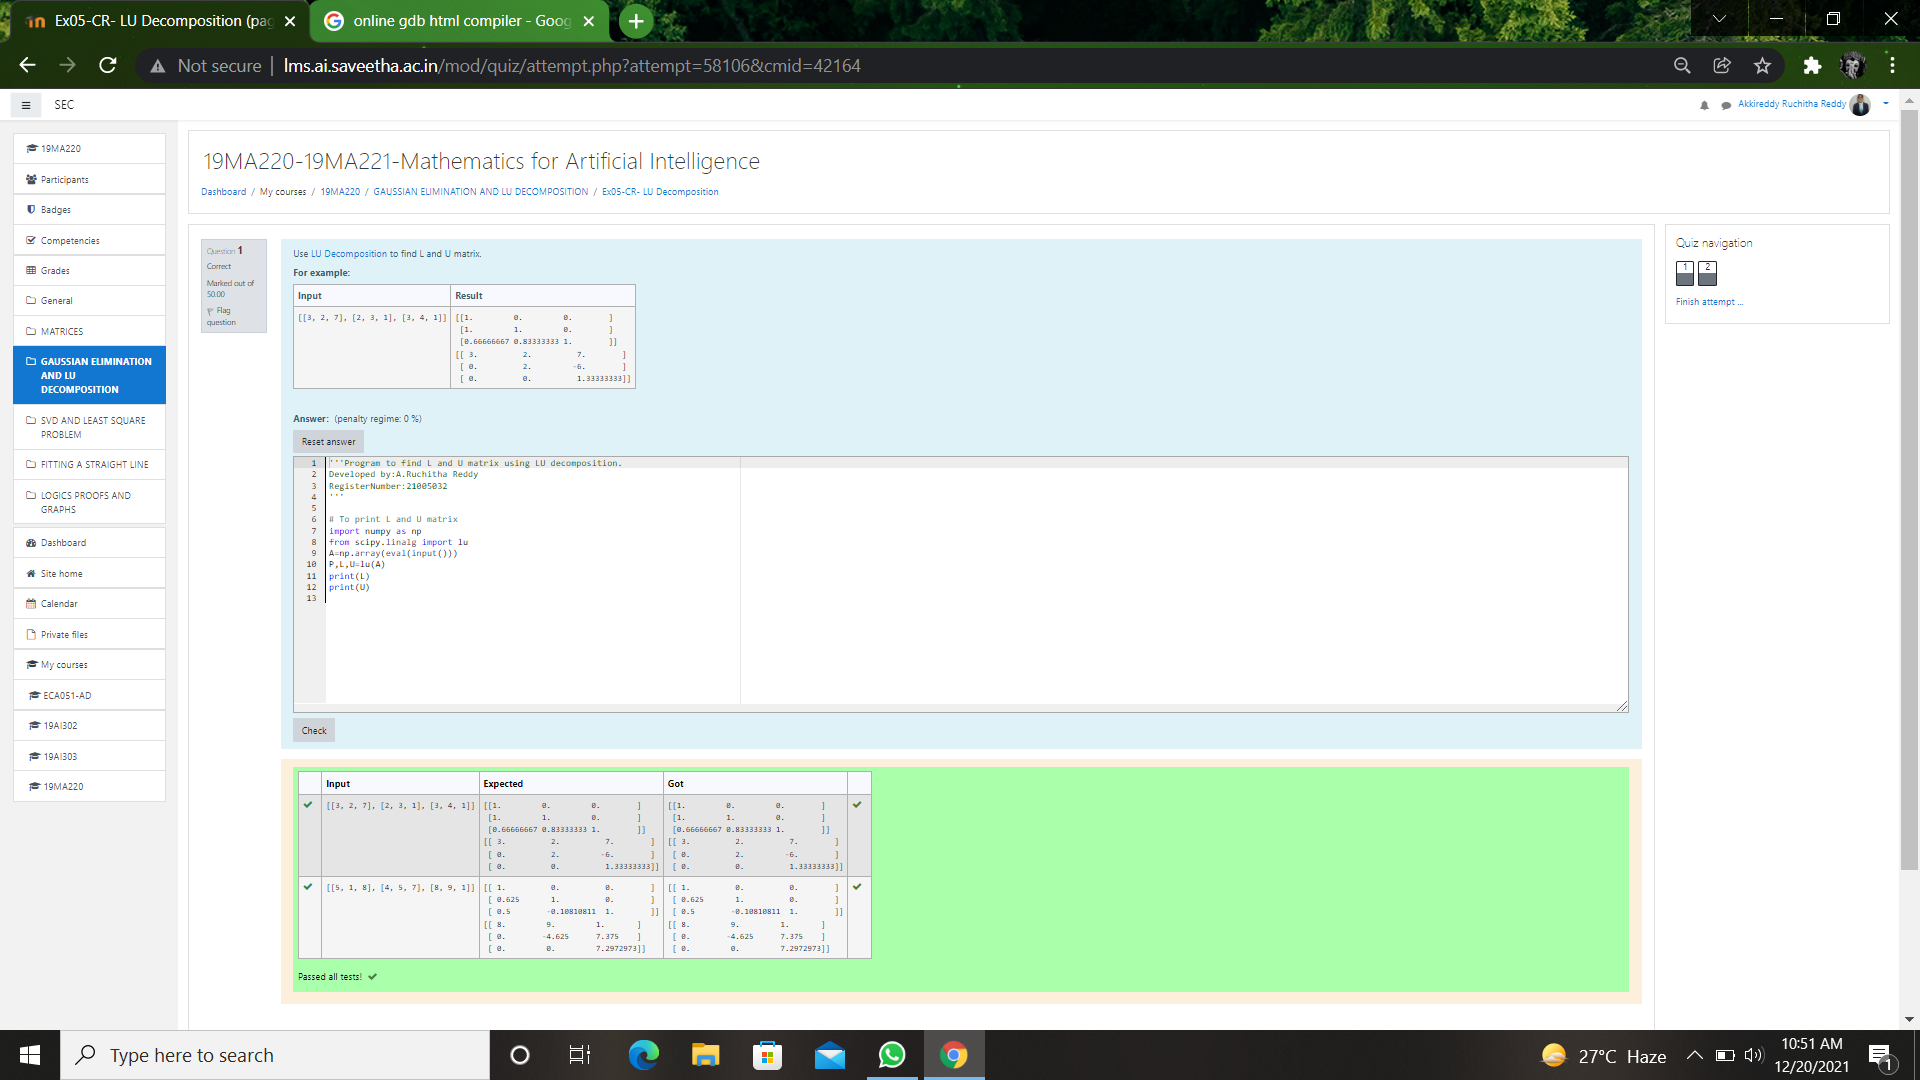 Ex05-CR- LU Decomposition (pag
online gdb html compiler - Goog
Not secure | lms.ai.saveetha.ac.in/mod/quiz/attempt.php?attempt=58106&cmid=42164
SEC
Akkireddy Ruchitha Reddy
19MA220
Participants
Badges
Competencies
Grades
General
MATRICES
GAUSSIAN ELIMINATION
AND LU
DECOMPOSITION
SVD AND LEAST SQUARE
PROBLEM
FITTING A STRAIGHT LINE
LOGICS PROOFS AND
GRAPHS
Dashboard
Site home
Calendar
Private files
My courses
ECA051-AD
19AI302
19AI303
19MA220
19MA220-19MA221-Mathematics for Artificial Intelligence
Dashboard / My courses / 19MA220 / GAUSSIAN ELIMINATION AND LU DECOMPOSITION / Ex05-CR- LU Decomposition
Question 1
Correct
Marked out of
50.00
Flag
question
Use LU Decomposition to find L and U matrix.
For example:
Input Result
[[3, 2, 7], [2, 3, 1], [3, 4, 1]] [[1. 0. 0. ]
[1. 1. 0. ]
[0.66666667 0.83333333 1. ]]
[[ 3. 2. 7. ]
[ 0. 2. -6. ]
[ 0. 0. 1.33333333]]
Answer: (penalty regime: 0 %)
Reset answer
1 '''Program to find L and U matrix using LU decomposition.
2 Developed by:A.Ruchitha Reddy
3 RegisterNumber:21005032
4 '''
5
6 # To print L and U matrix
7 import numpy as np
8 from scipy.linalg import lu
9 A=np.array(eval(input()))
10 P,L,U=lu(A)
11 print(L)
12 print(U)
13
Check
Input Expected Got
[[3, 2, 7], [2, 3, 1], [3, 4, 1]] [[1. 0. 0. ] [[1. 0. 0. ]
[1. 1. 0. ] [1. 1. 0. ]
[0.66666667 0.83333333 1. ]] [0.66666667 0.83333333 1. ]]
[[ 3. 2. 7. ] [[ 3. 2. 7. ]
[ 0. 2. -6. ] [ 0. 2. -6. ]
[ 0. 0. 1.33333333]] [ 0. 0. 1.33333333]]
[[5, 1, 8], [4, 5, 7], [8, 9, 1]] [[ 1. 0. 0. ] [[ 1. 0. 0. ]
[ 0.625 1. 0. ] [ 0.625 1. 0. ]
[ 0.5 -0.10810811 1. ]] [ 0.5 -0.10810811 1. ]]
[[ 8. 9. 1. ] [[ 8. 9. 1. ]
[ 0. -4.625 7.375 ] [ 0. -4.625 7.375 ]
[ 0. 0. 7.2972973]] [ 0. 0. 7.2972973]]
Passed all tests!
Quiz navigation
1 2
Finish attempt ...
Type here to search
27°C Haze
10:51 AM
12/20/2021
1